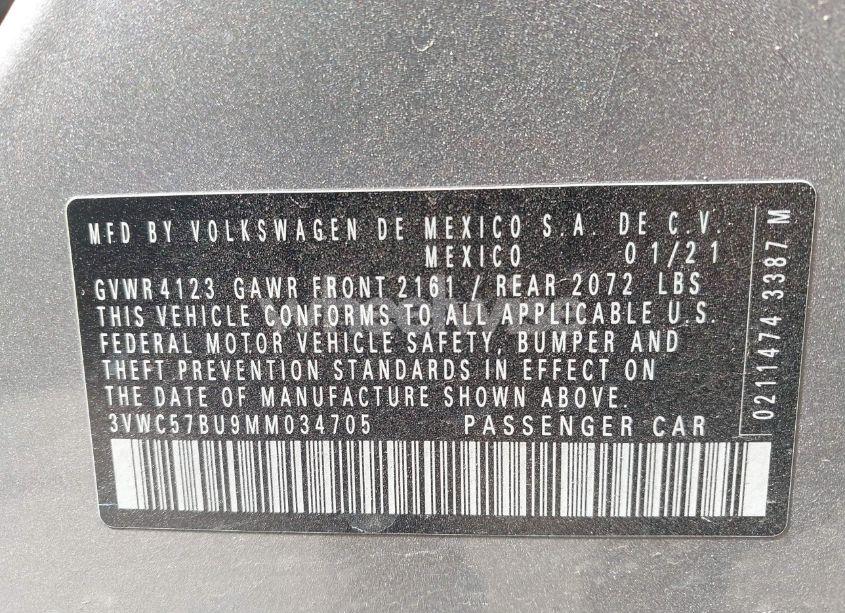 MFD BY VOLKSWAGEN DE MEXICO S.A. DE C.V.
MEXICO 01/21
GVWR4123 GAWR FRONT 2161 / REAR 2072 LBS
THIS VEHICLE CONFORMS TO ALL APPLICABLE U.S.
FEDERAL MOTOR VEHICLE SAFETY, BUMPER AND
THEFT PREVENTION STANDARDS IN EFFECT ON
THE DATE OF MANUFACTURE SHOWN ABOVE.
3VWC57BU9MM034705 PASSENGER CAR
0211474 3387 M